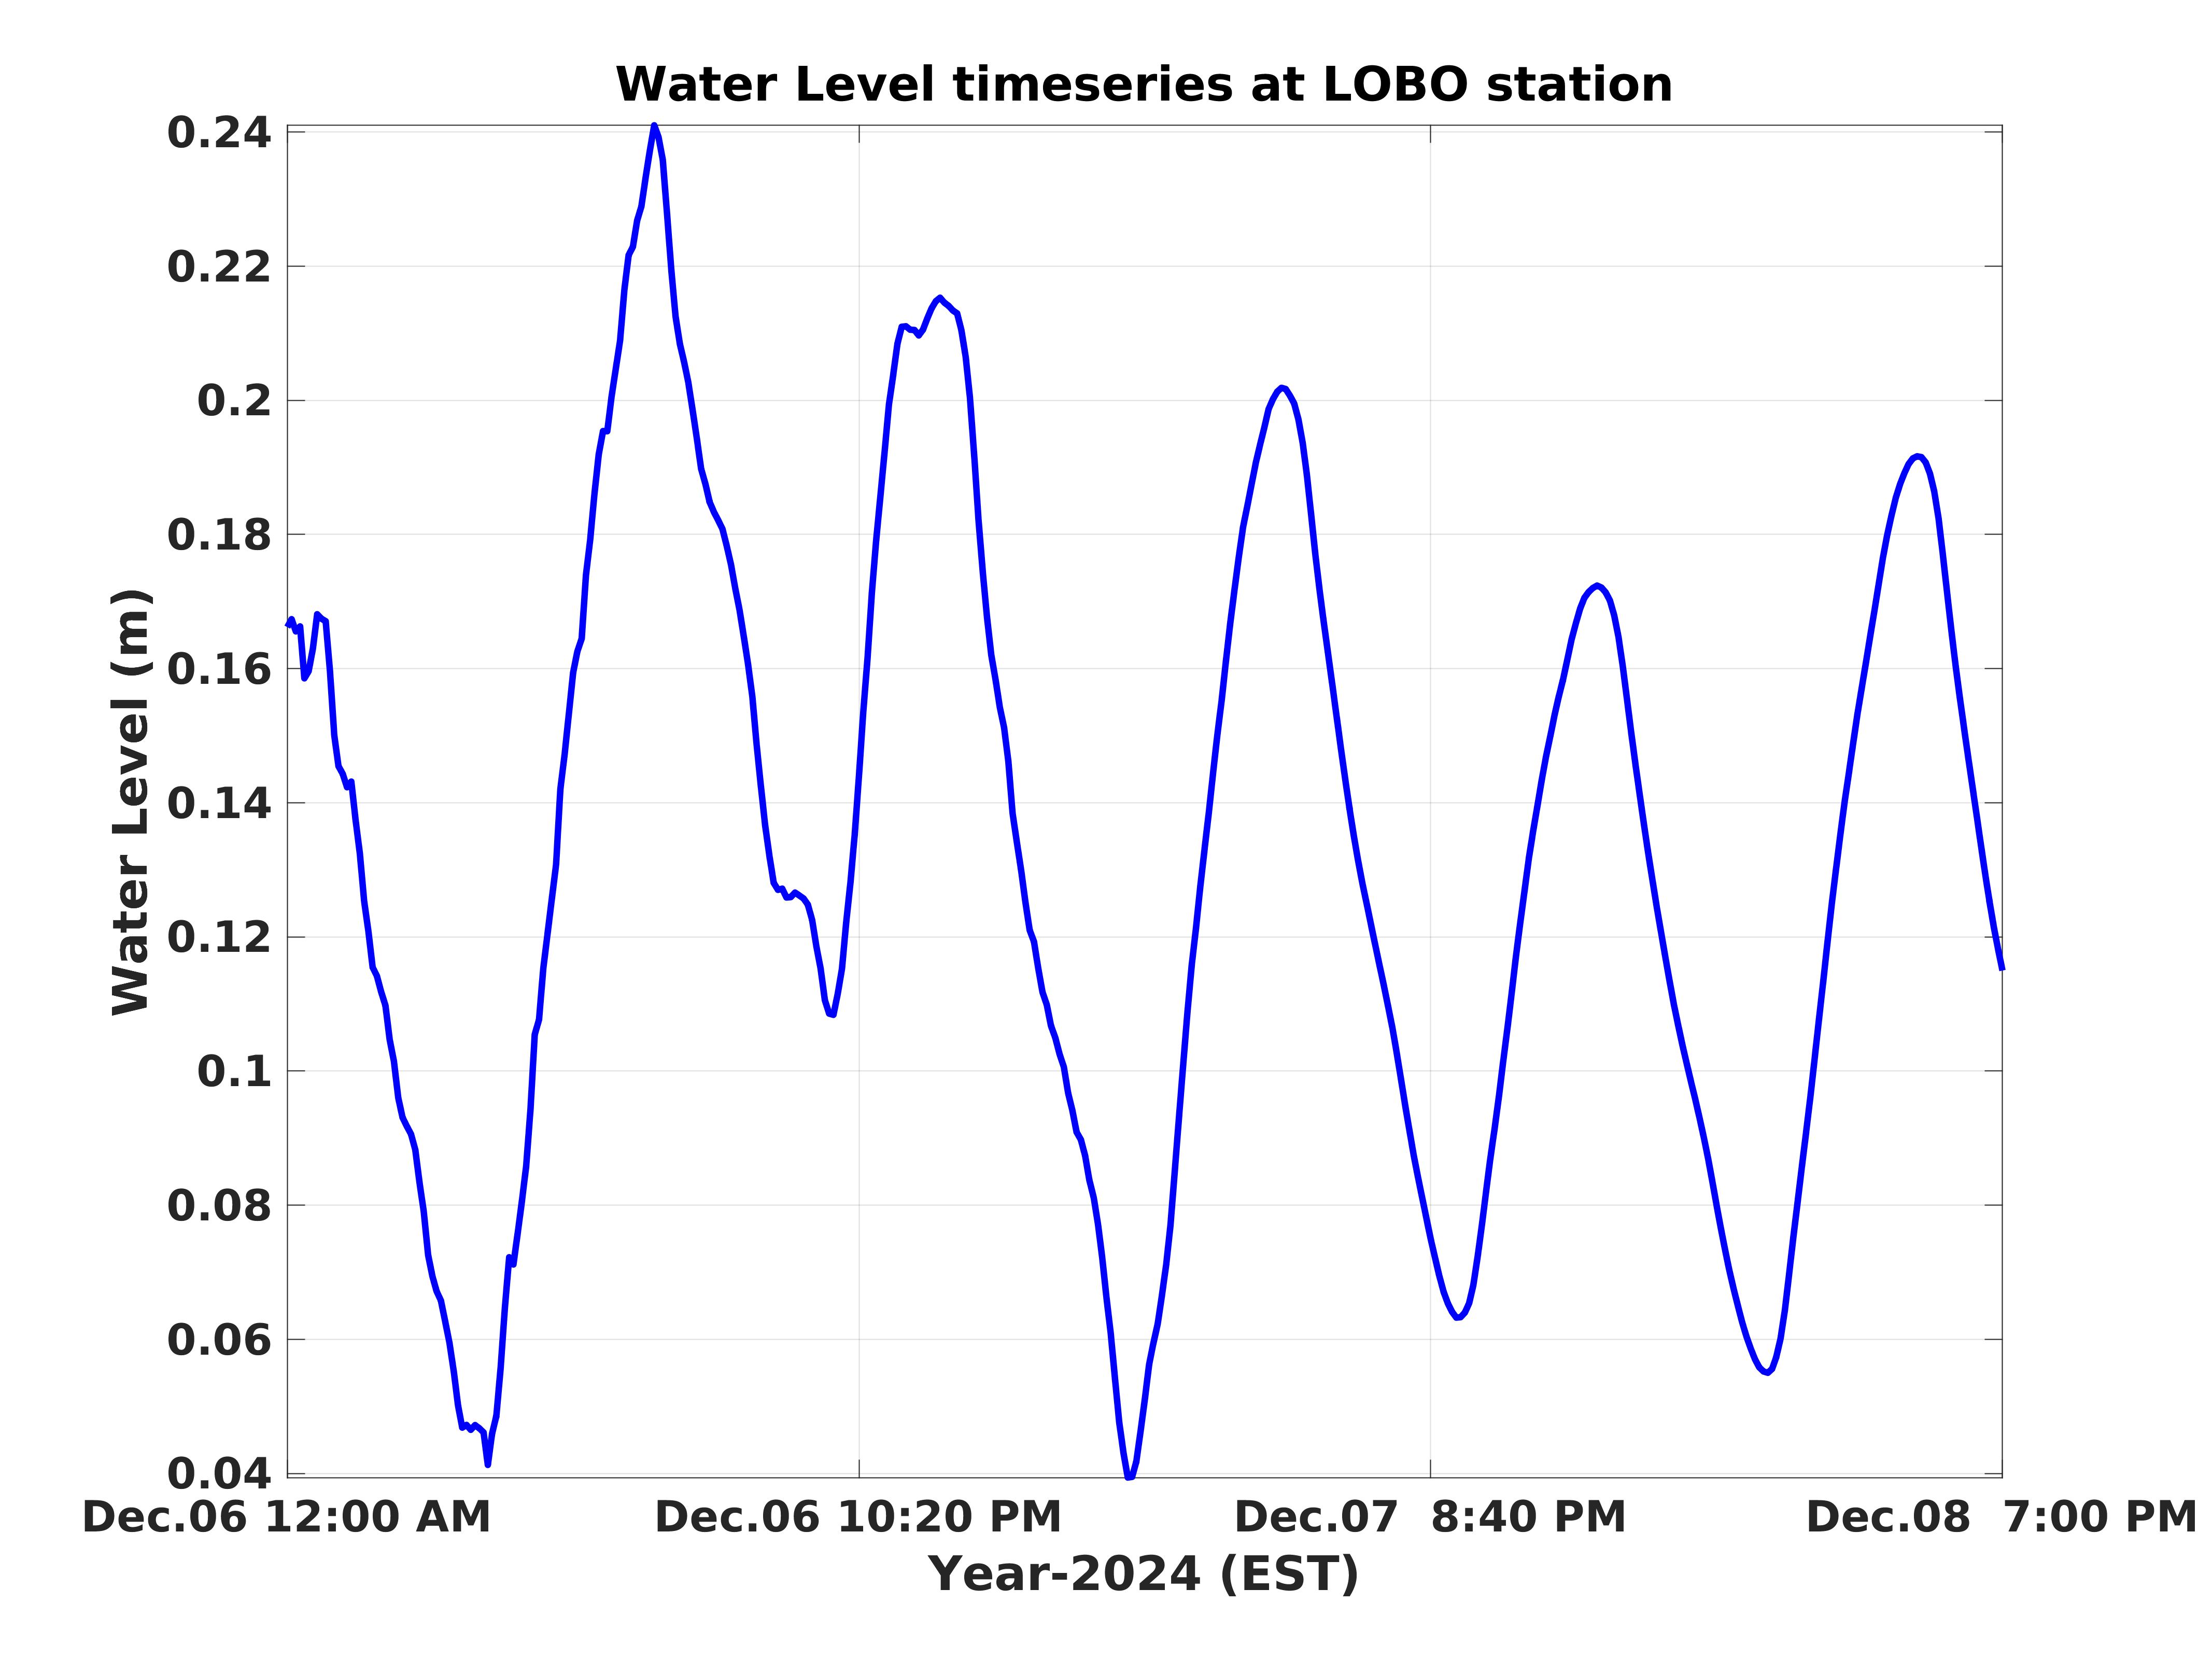 Water Level timeseries at LOBO station
0.24
0.22
0.2
0.18
0.16
0.14
0.12
0.1
0.08
0.06
0.04
Water Level (m)
Dec.06 12:00 AM Dec.06 10:20 PM Dec.07 8:40 PM Dec.08 7:00 PM
Year-2024 (EST)